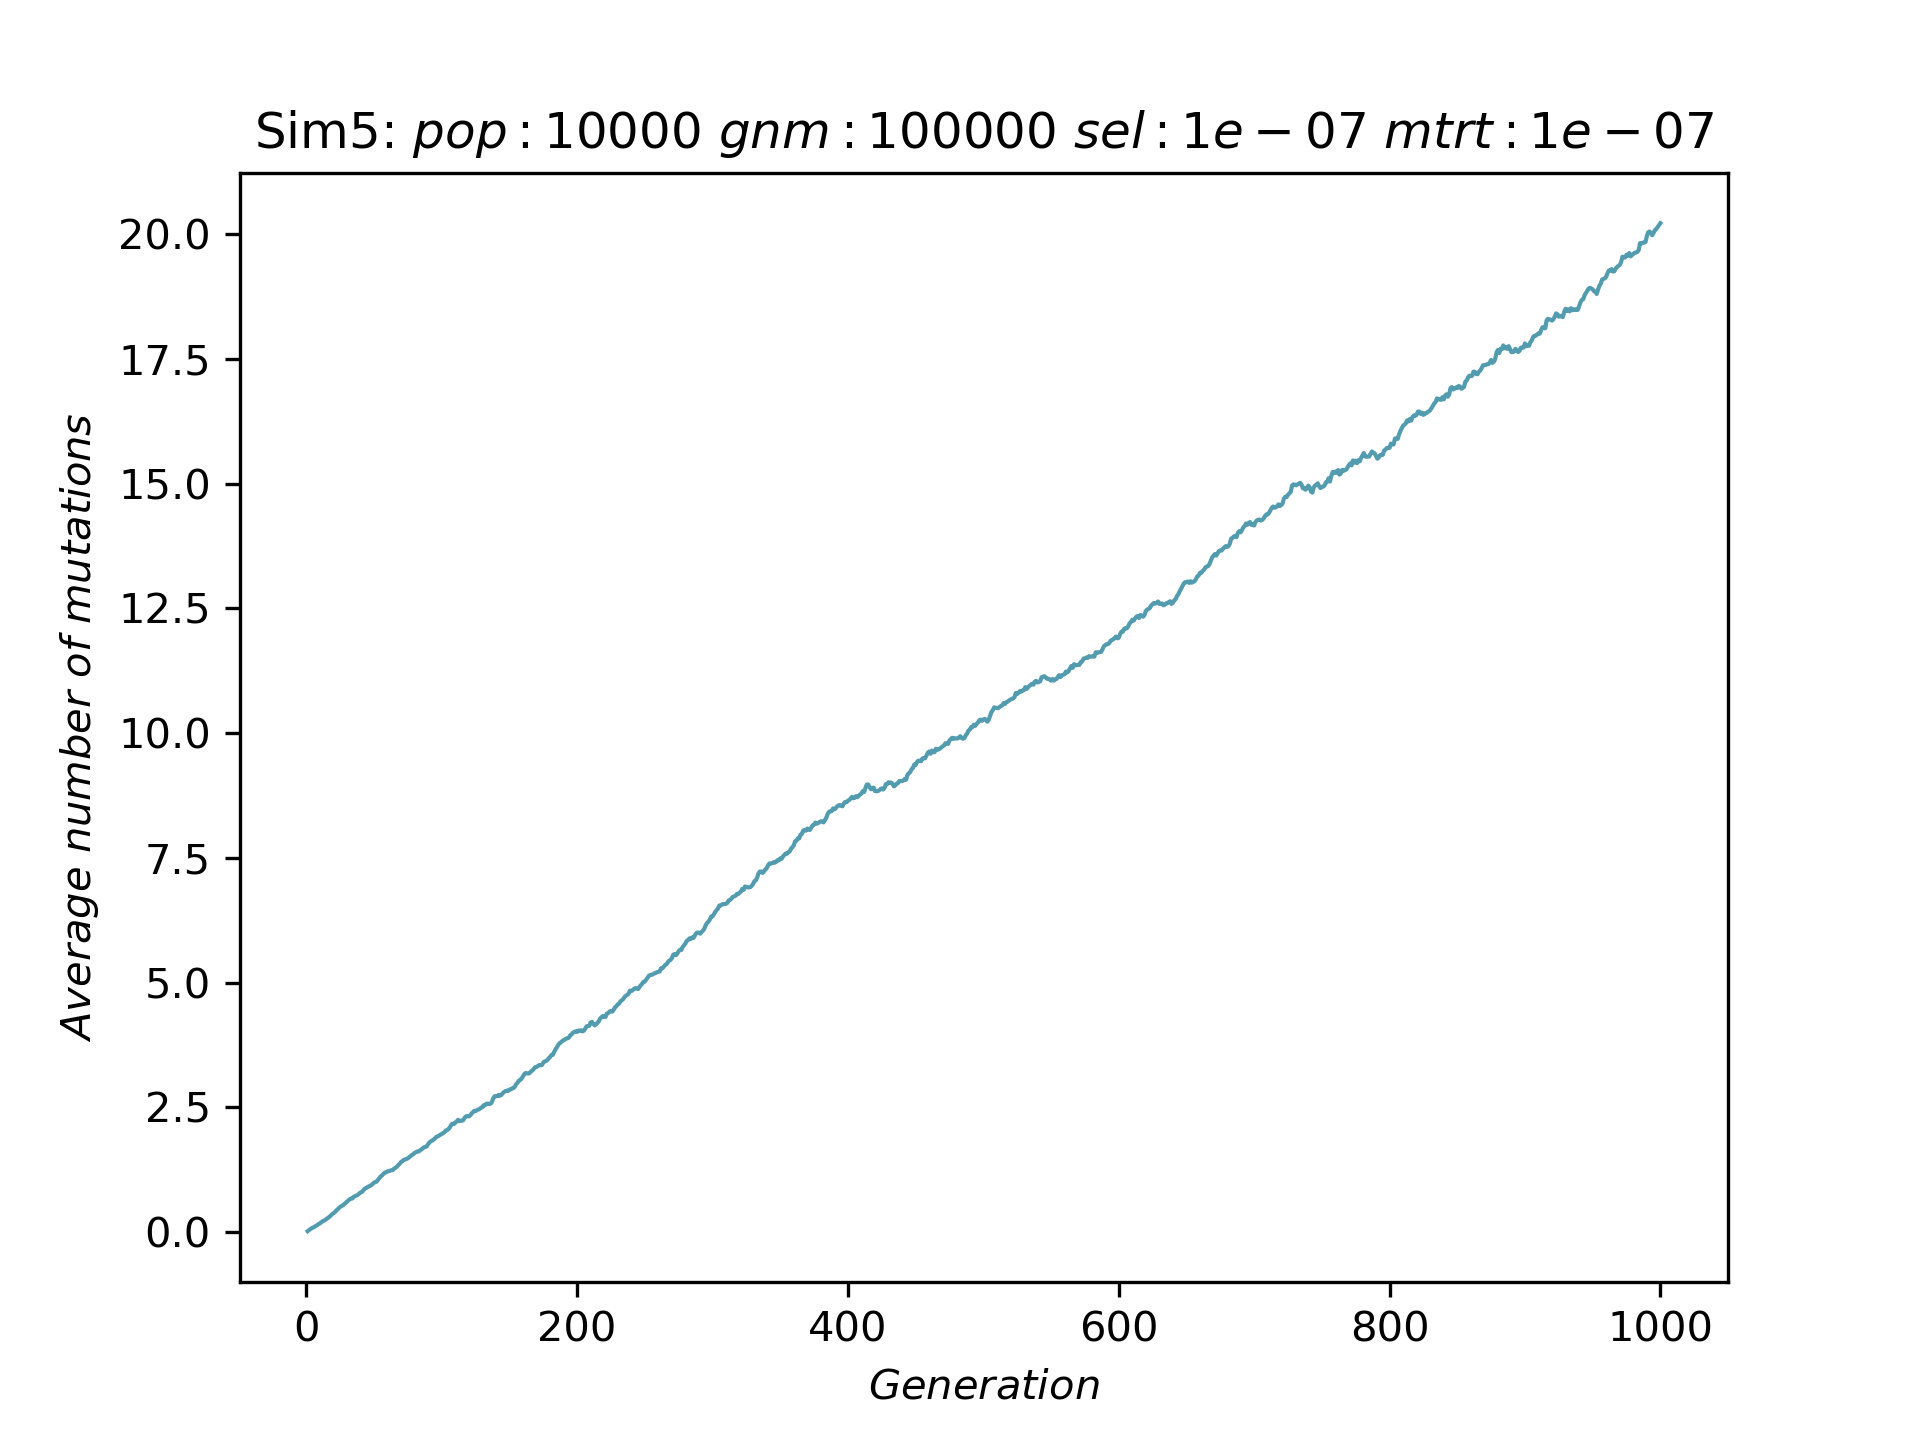 Sim5: pop : 10000 gnm : 100000 sel : 1e − 07 mtrt : 1e − 07
20.0
17.5
15.0
12.5
10.0
7.5
5.0
2.5
0.0
Average number of mutations
0 200 400 600 800 1000
Generation